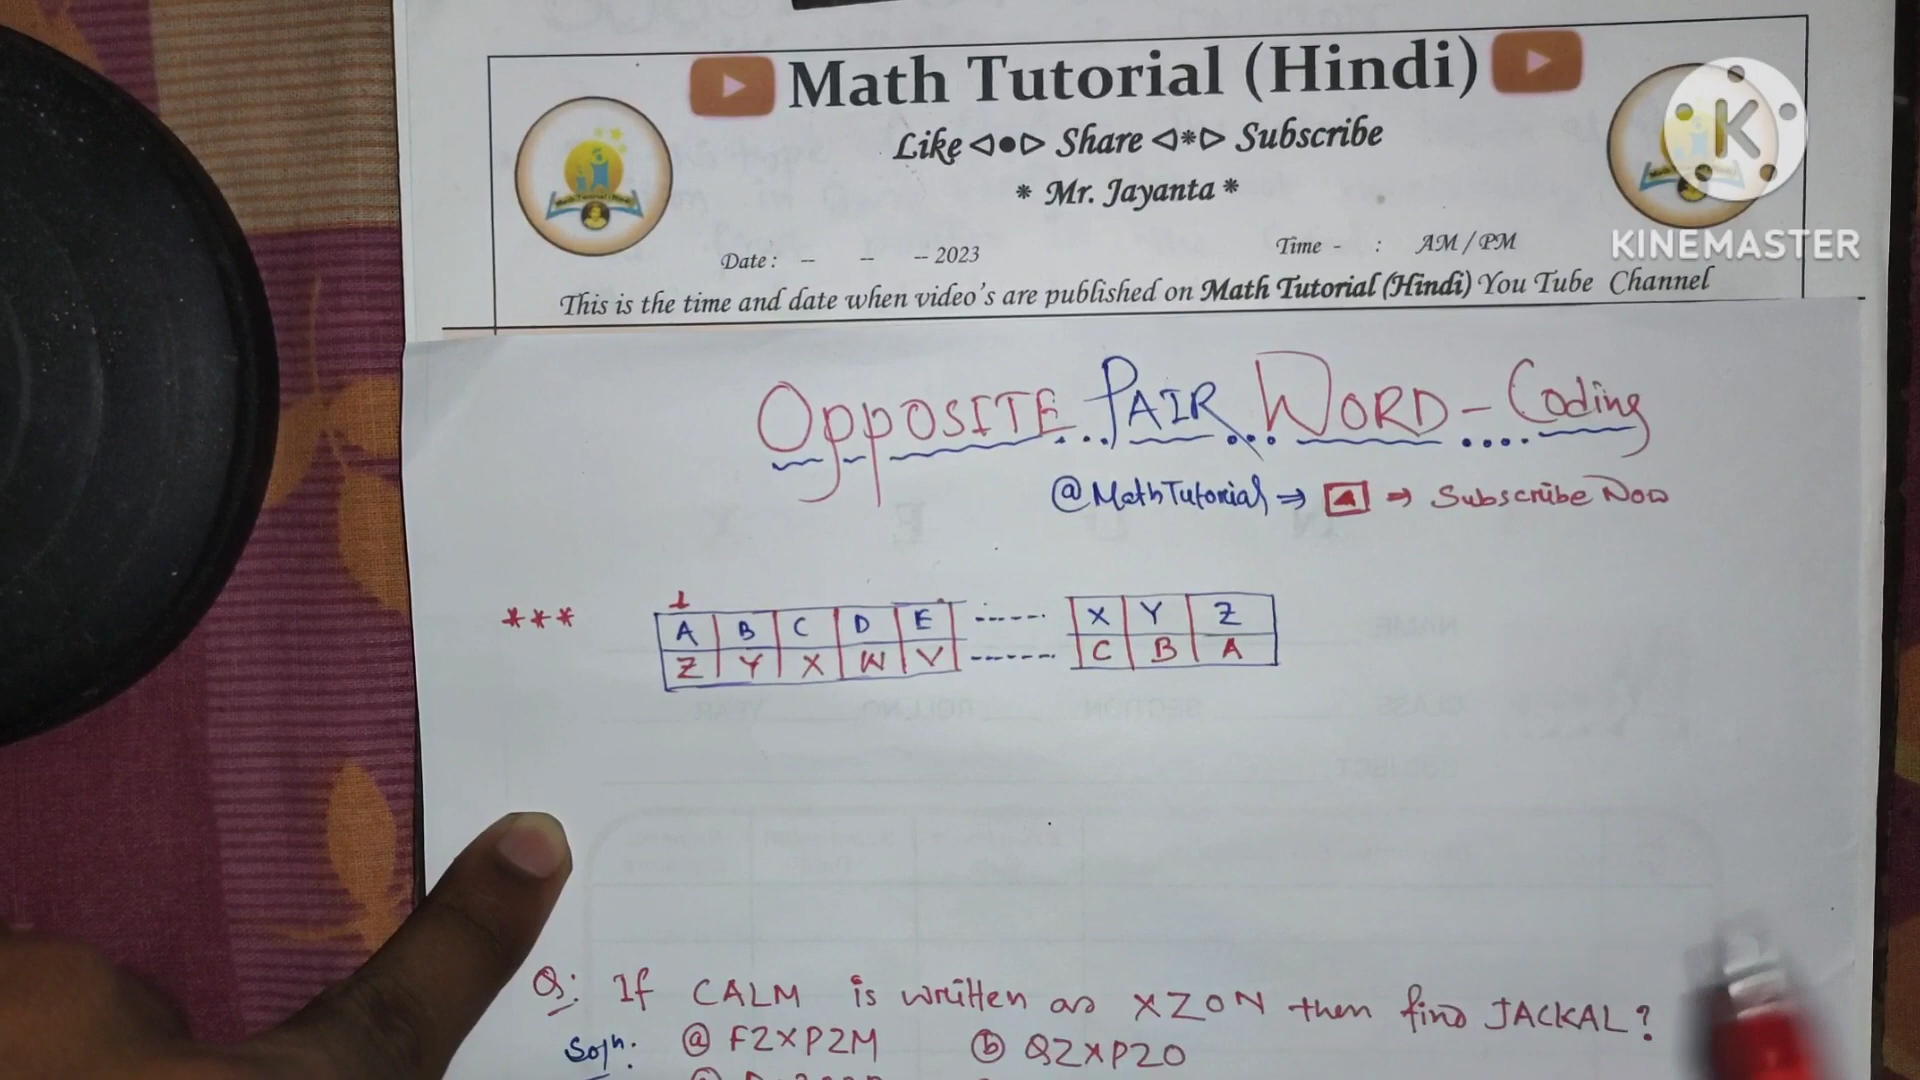 Math Tutorial (Hindi)
Like ◁●▷ Share ◁*▷ Subscribe
* Mr. Jayanta *
KINEMASTER
Date : -- -- -- 2023 Time - : AM / PM
This is the time and date when video's are published on Math Tutorial (Hindi) You Tube Channel
OppOSITE PAIR WORD - Coding
@MathTutorial ⇒ ⇒ Subscribe Now
*** A B C D E ------ X Y Z
Z Y X W V ------- C B A
Q: If CALM is written as XZON then find JACKAL?
Soln: (a) FZXPZM (b) QZXPZO